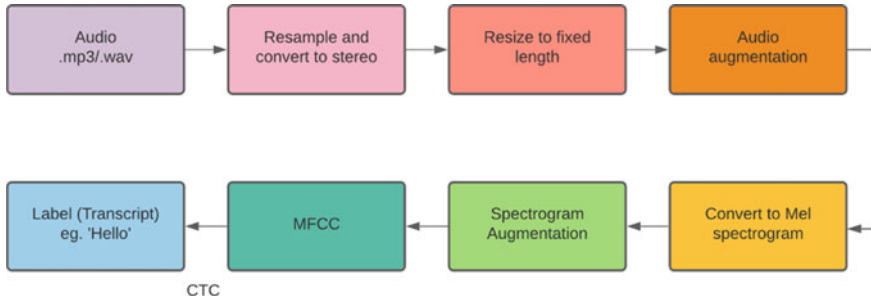 Audio
.mp3/.wav
Resample and
convert to stereo
Resize to fixed
length
Audio
augmentation
Convert to Mel
spectrogram
Spectrogram
Augmentation
MFCC
Label (Transcript)
eg. 'Hello'
CTC